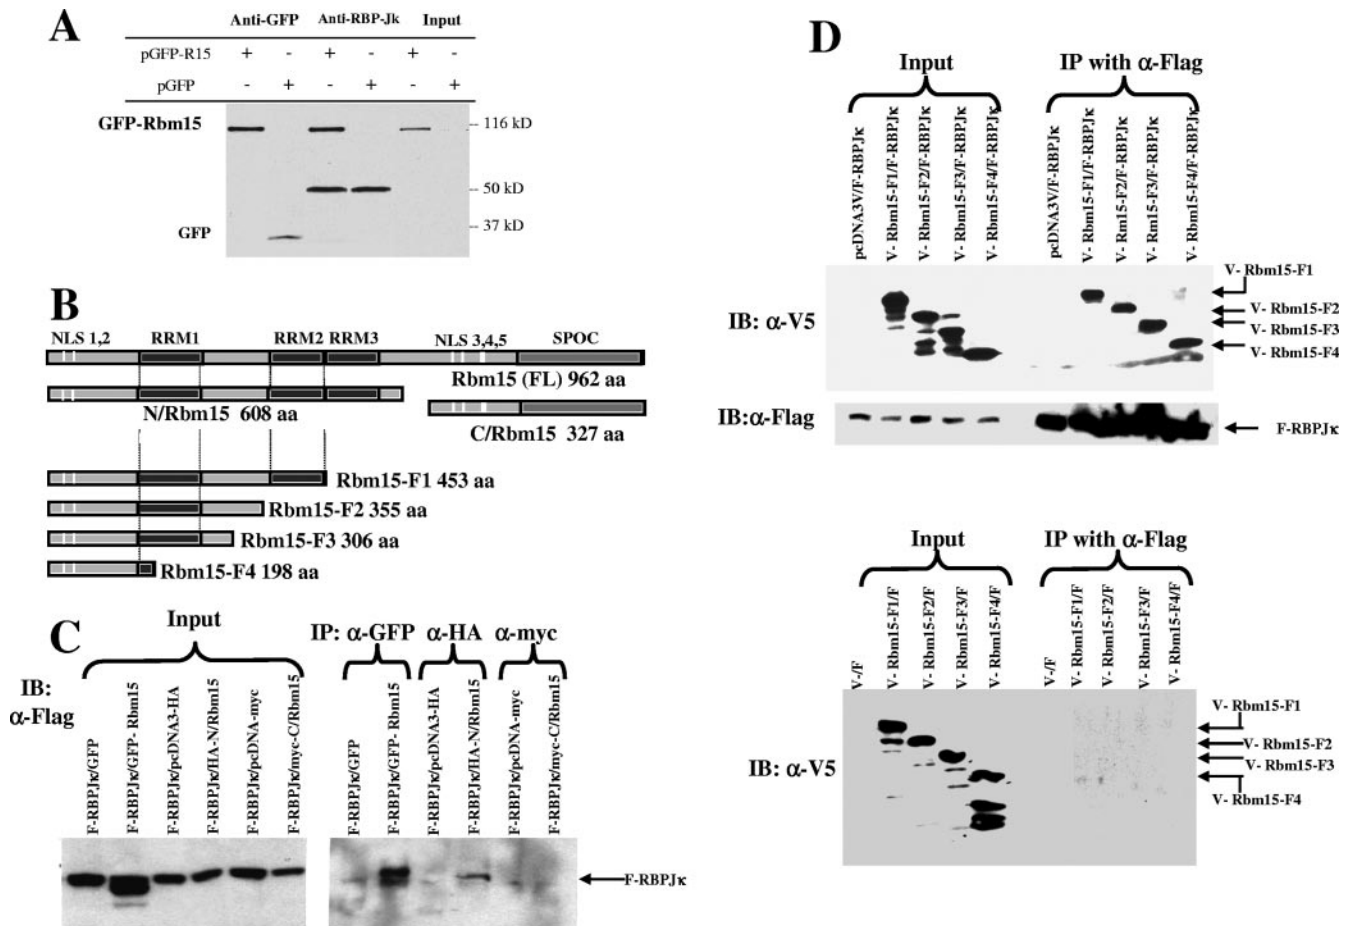 A
Anti-GFP Anti-RBP-Jk Input
pGFP-R15 + - + - + -
pGFP - + - + - +
GFP-Rbm15
116 kD
50 kD
37 kD
GFP
B
NLS 1,2 RRM1 RRM2 RRM3 NLS 3,4,5 SPOC
Rbm15 (FL) 962 aa
N/Rbm15 608 aa
C/Rbm15 327 aa
Rbm15-F1 453 aa
Rbm15-F2 355 aa
Rbm15-F3 306 aa
Rbm15-F4 198 aa
C
Input
IP: α-GFP α-HA α-myc
IB:
α-Flag
F-RBPJκ/GFP
F-RBPJκ/GFP- Rbm15
F-RBPJκ/pcDNA3-HA
F-RBPJκ/HA-N/Rbm15
F-RBPJκ/pcDNA-myc
F-RBPJκ/myc-C/Rbm15
F-RBPJκ/GFP
F-RBPJκ/GFP- Rbm15
F-RBPJκ/pcDNA3-HA
F-RBPJκ/HA-N/Rbm15
F-RBPJκ/pcDNA-myc
F-RBPJκ/myc-C/Rbm15
F-RBPJκ
D
Input
IP with α-Flag
pcDNA3V/F-RBPJκ
V- Rbm15-F1/F-RBPJκ
V- Rbm15-F2/F-RBPJκ
V- Rbm15-F3/F-RBPJκ
V- Rbm15-F4/F-RBPJκ
pcDNA3V/F-RBPJκ
V- Rbm15-F1/F-RBPJκ
V- Rm15-F2/F-RBPJκ
V- Rm15-F3/F-RBPJκ
V- Rbm15-F4/F-RBPJκ
IB: α-V5
V- Rbm15-F1
V- Rbm15-F2
V- Rbm15-F3
V- Rbm15-F4
IB:α-Flag
F-RBPJκ
Input
IP with α-Flag
V-/F
V- Rbm15-F1/F
V- Rbm15-F2/F
V- Rbm15-F3/F
V- Rbm15-F4/F
V-/F
V- Rbm15-F1/F
V- Rbm15-F2/F
V- Rbm15-F3/F
V- Rbm15-F4/F
IB: α-V5
V- Rbm15-F1
V- Rbm15-F2
V- Rbm15-F3
V- Rbm15-F4